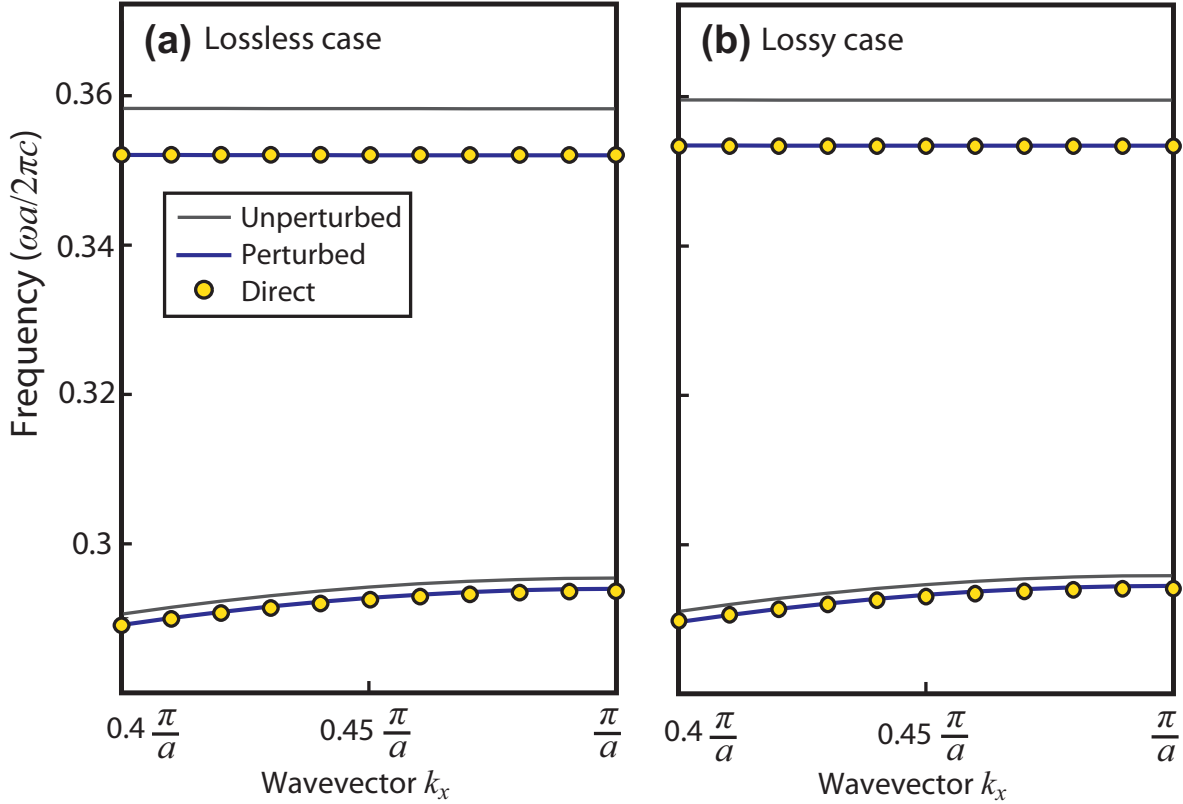 (a) Lossless case
(b) Lossy case
Frequency (ωa/2πc)
0.36
0.34
0.32
0.3
Unperturbed
Perturbed
Direct
0.4 π/a
0.45 π/a
π/a
0.4 π/a
0.45 π/a
π/a
Wavevector kₓ
Wavevector kₓ